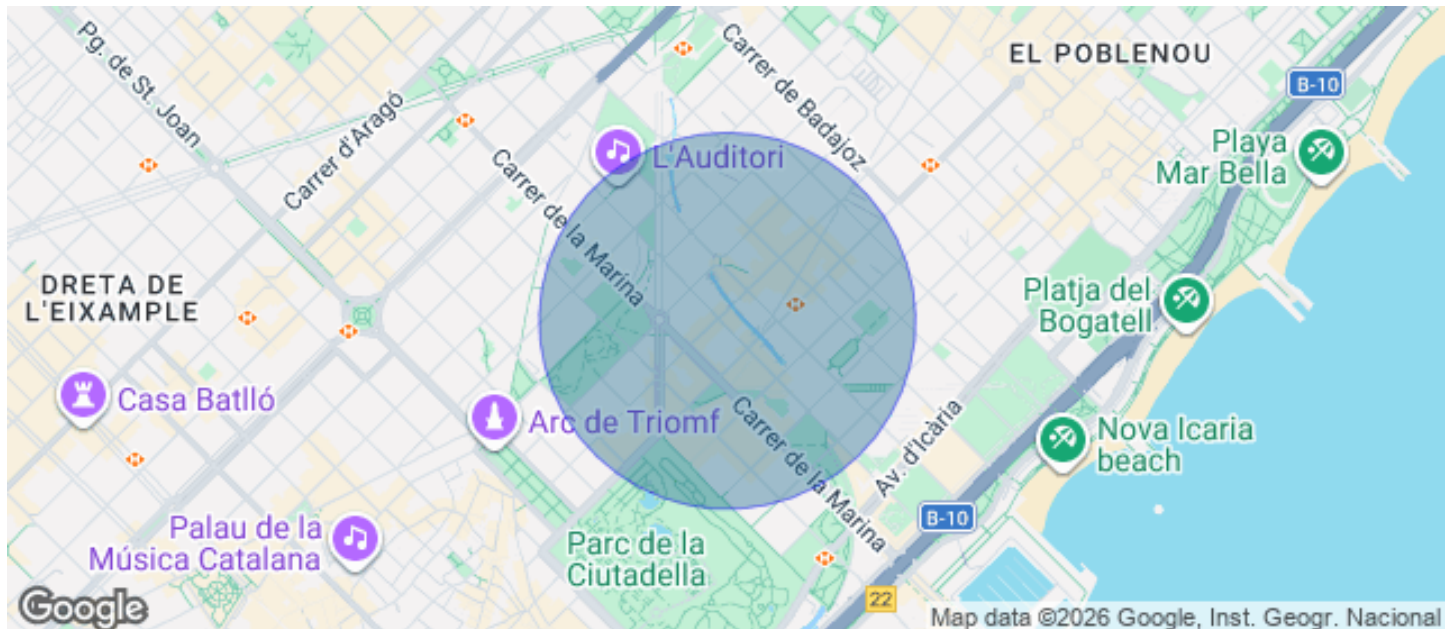 Pg. de St. Joan
Carrer d'Aragó
Carrer de Badajoz
EL POBLENOU
B-10
L'Auditori
Playa
Mar Bella
Carrer de la Marina
DRETA DE
L'EIXAMPLE
Platja del
Bogatell
Casa Batlló
Arc de Triomf
Carrer de la Marina
Av. d'Icària
Nova Icaria
beach
B-10
Palau de la
Música Catalana
Parc de la
Ciutadella
22
Google
Map data ©2026 Google, Inst. Geogr. Nacional